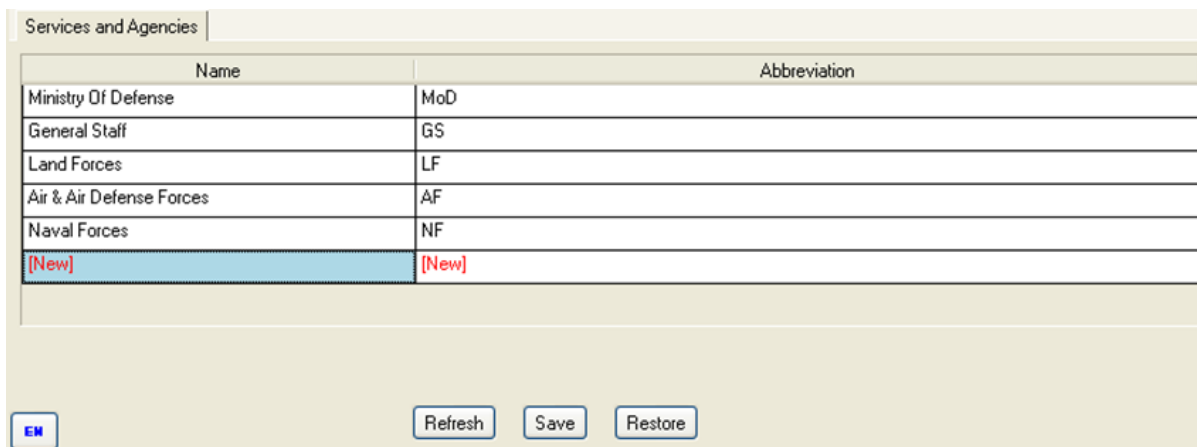 Services and Agencies
Name Abbreviation
Ministry Of Defense MoD
General Staff GS
Land Forces LF
Air & Air Defense Forces AF
Naval Forces NF
[New] [New]
EN Refresh Save Restore